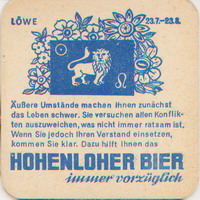 LÖWE 23.7.-23.8.
Äußere Umstände machen Ihnen zunächst
das Leben schwer. Sie versuchen allen Konflik-
ten auszuweichen, was nicht immer ratsam ist.
Wenn Sie jedoch Ihren Verstand einsetzen,
kommen Sie klar. Dazu hilft Ihnen das
HOHENLOHER BIER
immer vorzüglich